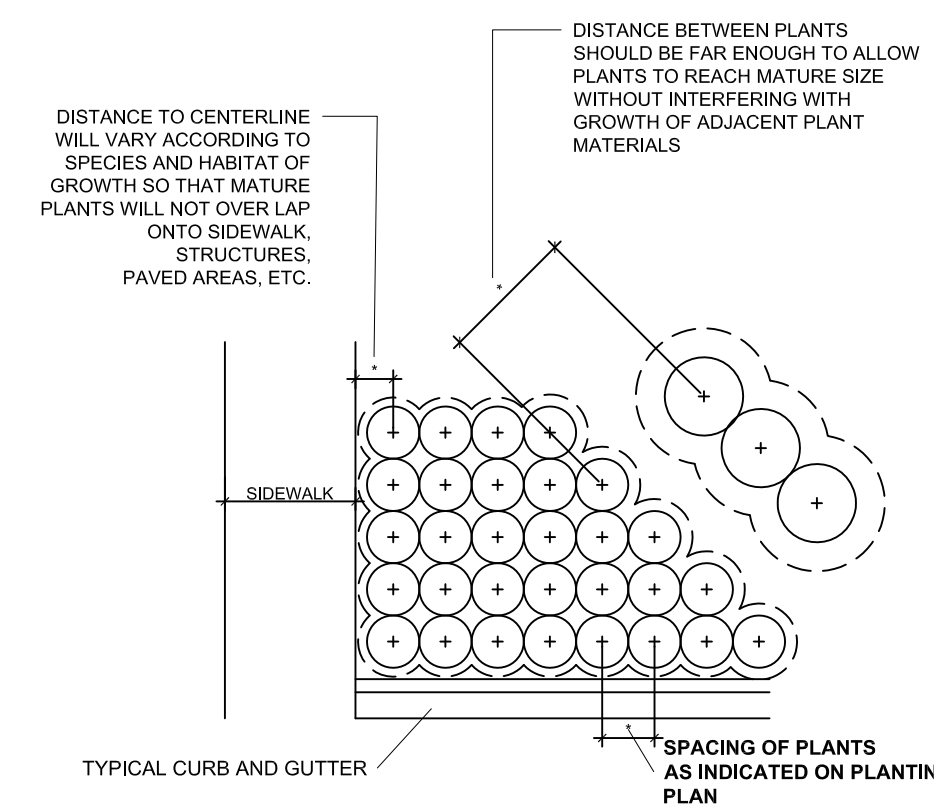 DISTANCE BETWEEN PLANTS
SHOULD BE FAR ENOUGH TO ALLOW
PLANTS TO REACH MATURE SIZE
WITHOUT INTERFERING WITH
GROWTH OF ADJACENT PLANT
MATERIALS
DISTANCE TO CENTERLINE
WILL VARY ACCORDING TO
SPECIES AND HABITAT OF
GROWTH SO THAT MATURE
PLANTS WILL NOT OVER LAP
ONTO SIDEWALK,
STRUCTURES,
PAVED AREAS, ETC.
*
*
SIDEWALK
*
SPACING OF PLANTS
AS INDICATED ON PLANTIN
PLAN
TYPICAL CURB AND GUTTER